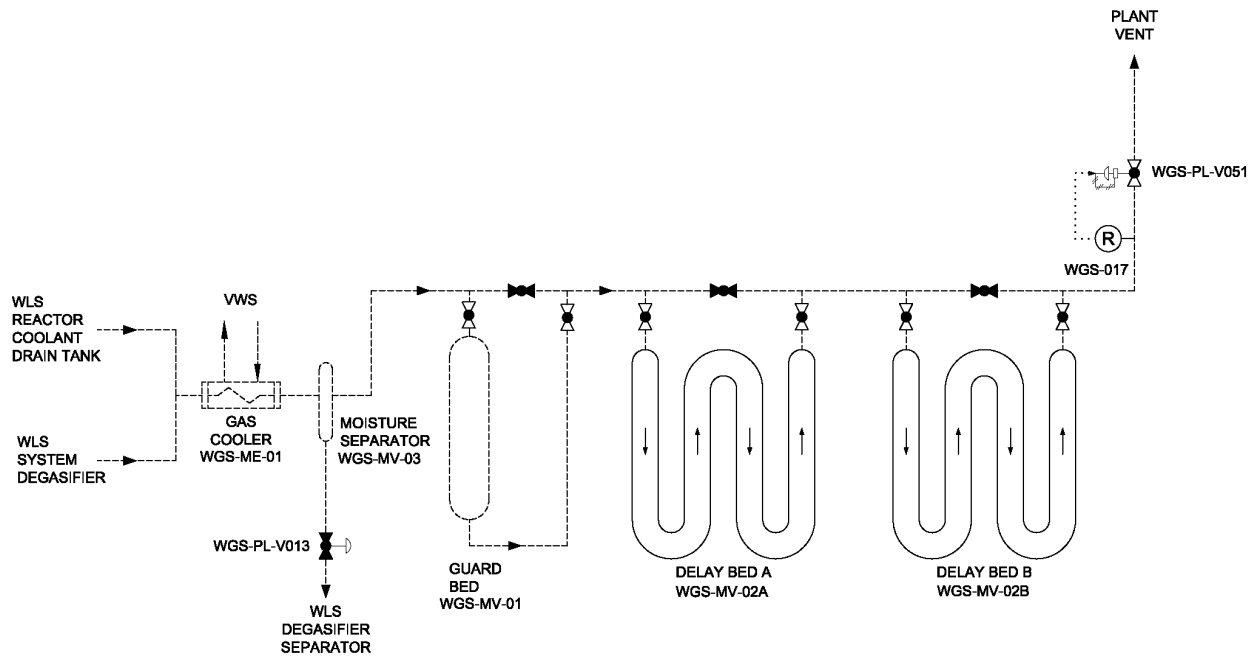 PLANT
VENT
WGS-PL-V051
R
WGS-017
WLS
REACTOR
COOLANT
DRAIN TANK
VWS
GAS
COOLER
WGS-ME-01
MOISTURE
SEPARATOR
WGS-MV-03
WLS
SYSTEM
DEGASIFIER
WGS-PL-V013
WLS
DEGASIFIER
SEPARATOR
GUARD
BED
WGS-MV-01
DELAY BED A
WGS-MV-02A
DELAY BED B
WGS-MV-02B